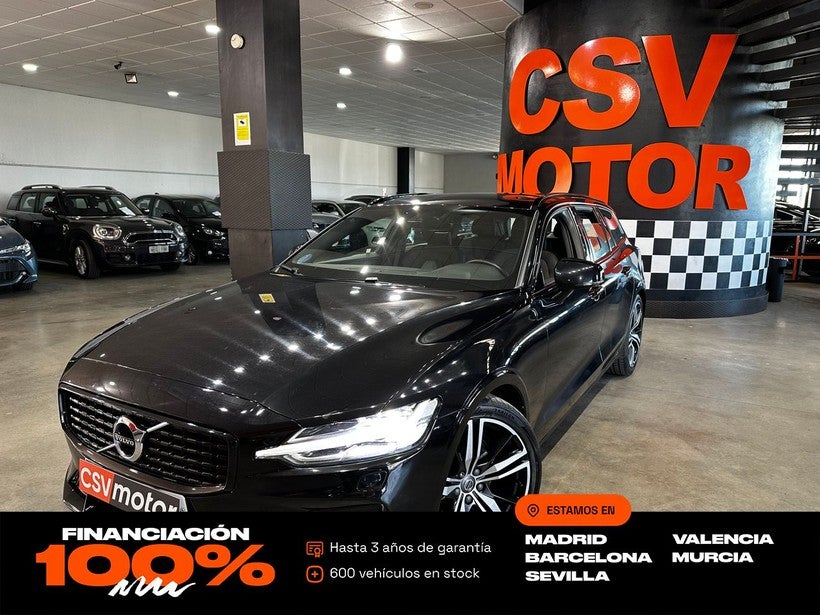 CSV
MOTOR
VOLVO
CSVmotor
FINANCIACIÓN
100%
Hasta 3 años de garantía
600 vehículos en stock
ESTAMOS EN
MADRID
BARCELONA
SEVILLA
VALENCIA
MURCIA